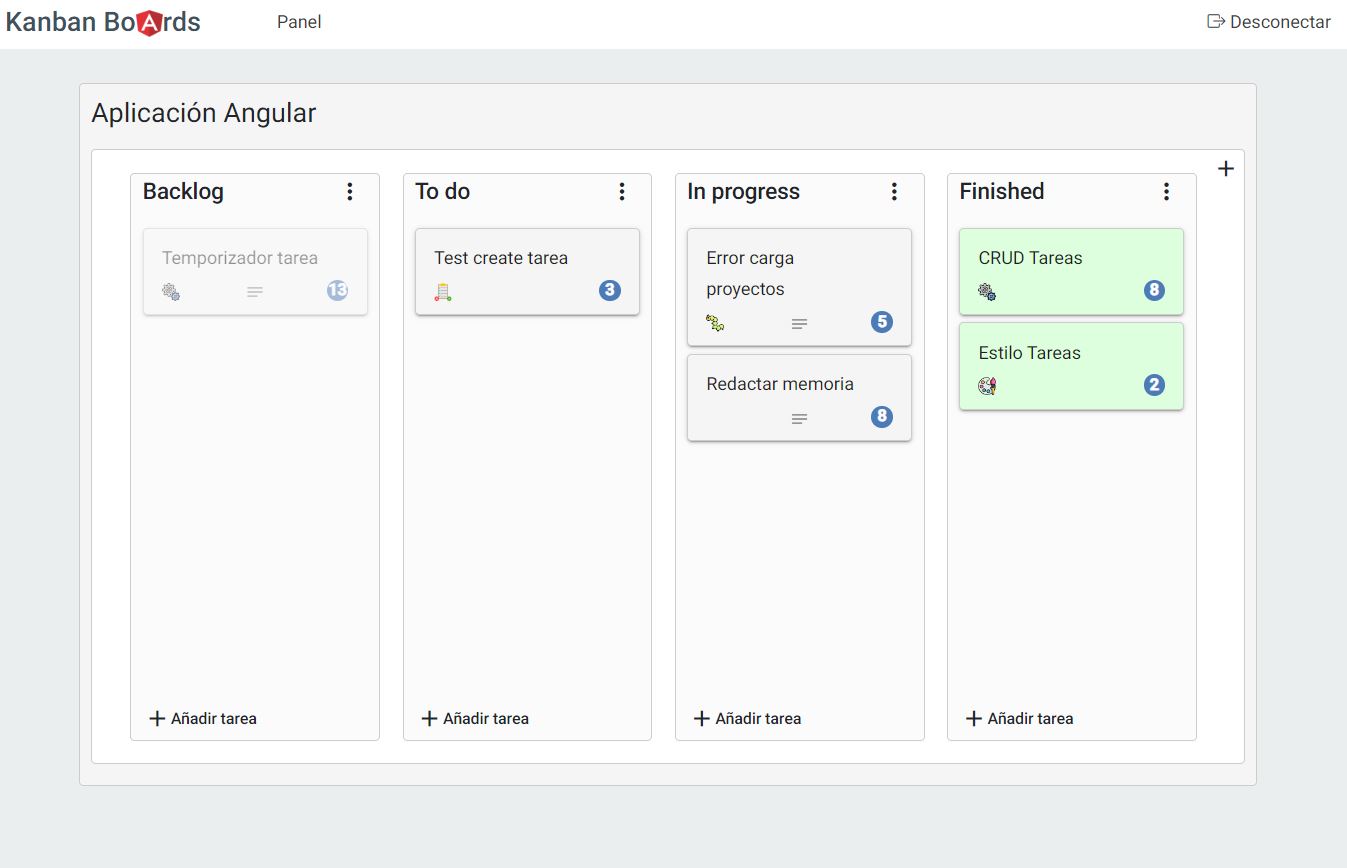 Kanban BoArds
Panel
Desconectar
Aplicación Angular
Backlog
Temporizador tarea
13
Añadir tarea
To do
Test create tarea
3
Añadir tarea
In progress
Error carga
proyectos
5
Redactar memoria
8
Añadir tarea
Finished
CRUD Tareas
8
Estilo Tareas
2
Añadir tarea